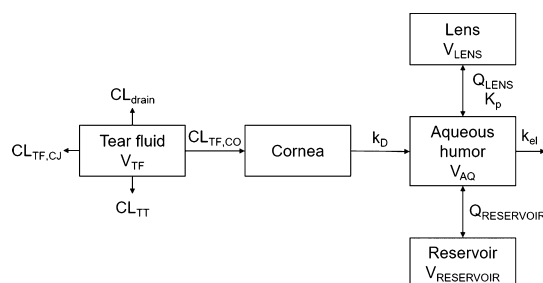 Lens
V_LENS
Q_LENS
K_p
CL_drain
Tear fluid
V_TF
CL_TF,CJ
CL_TT
CL_TF,CO
Cornea
k_D
Aqueous
humor
V_AQ
k_el
Q_RESERVOIR
Reservoir
V_RESERVOIR